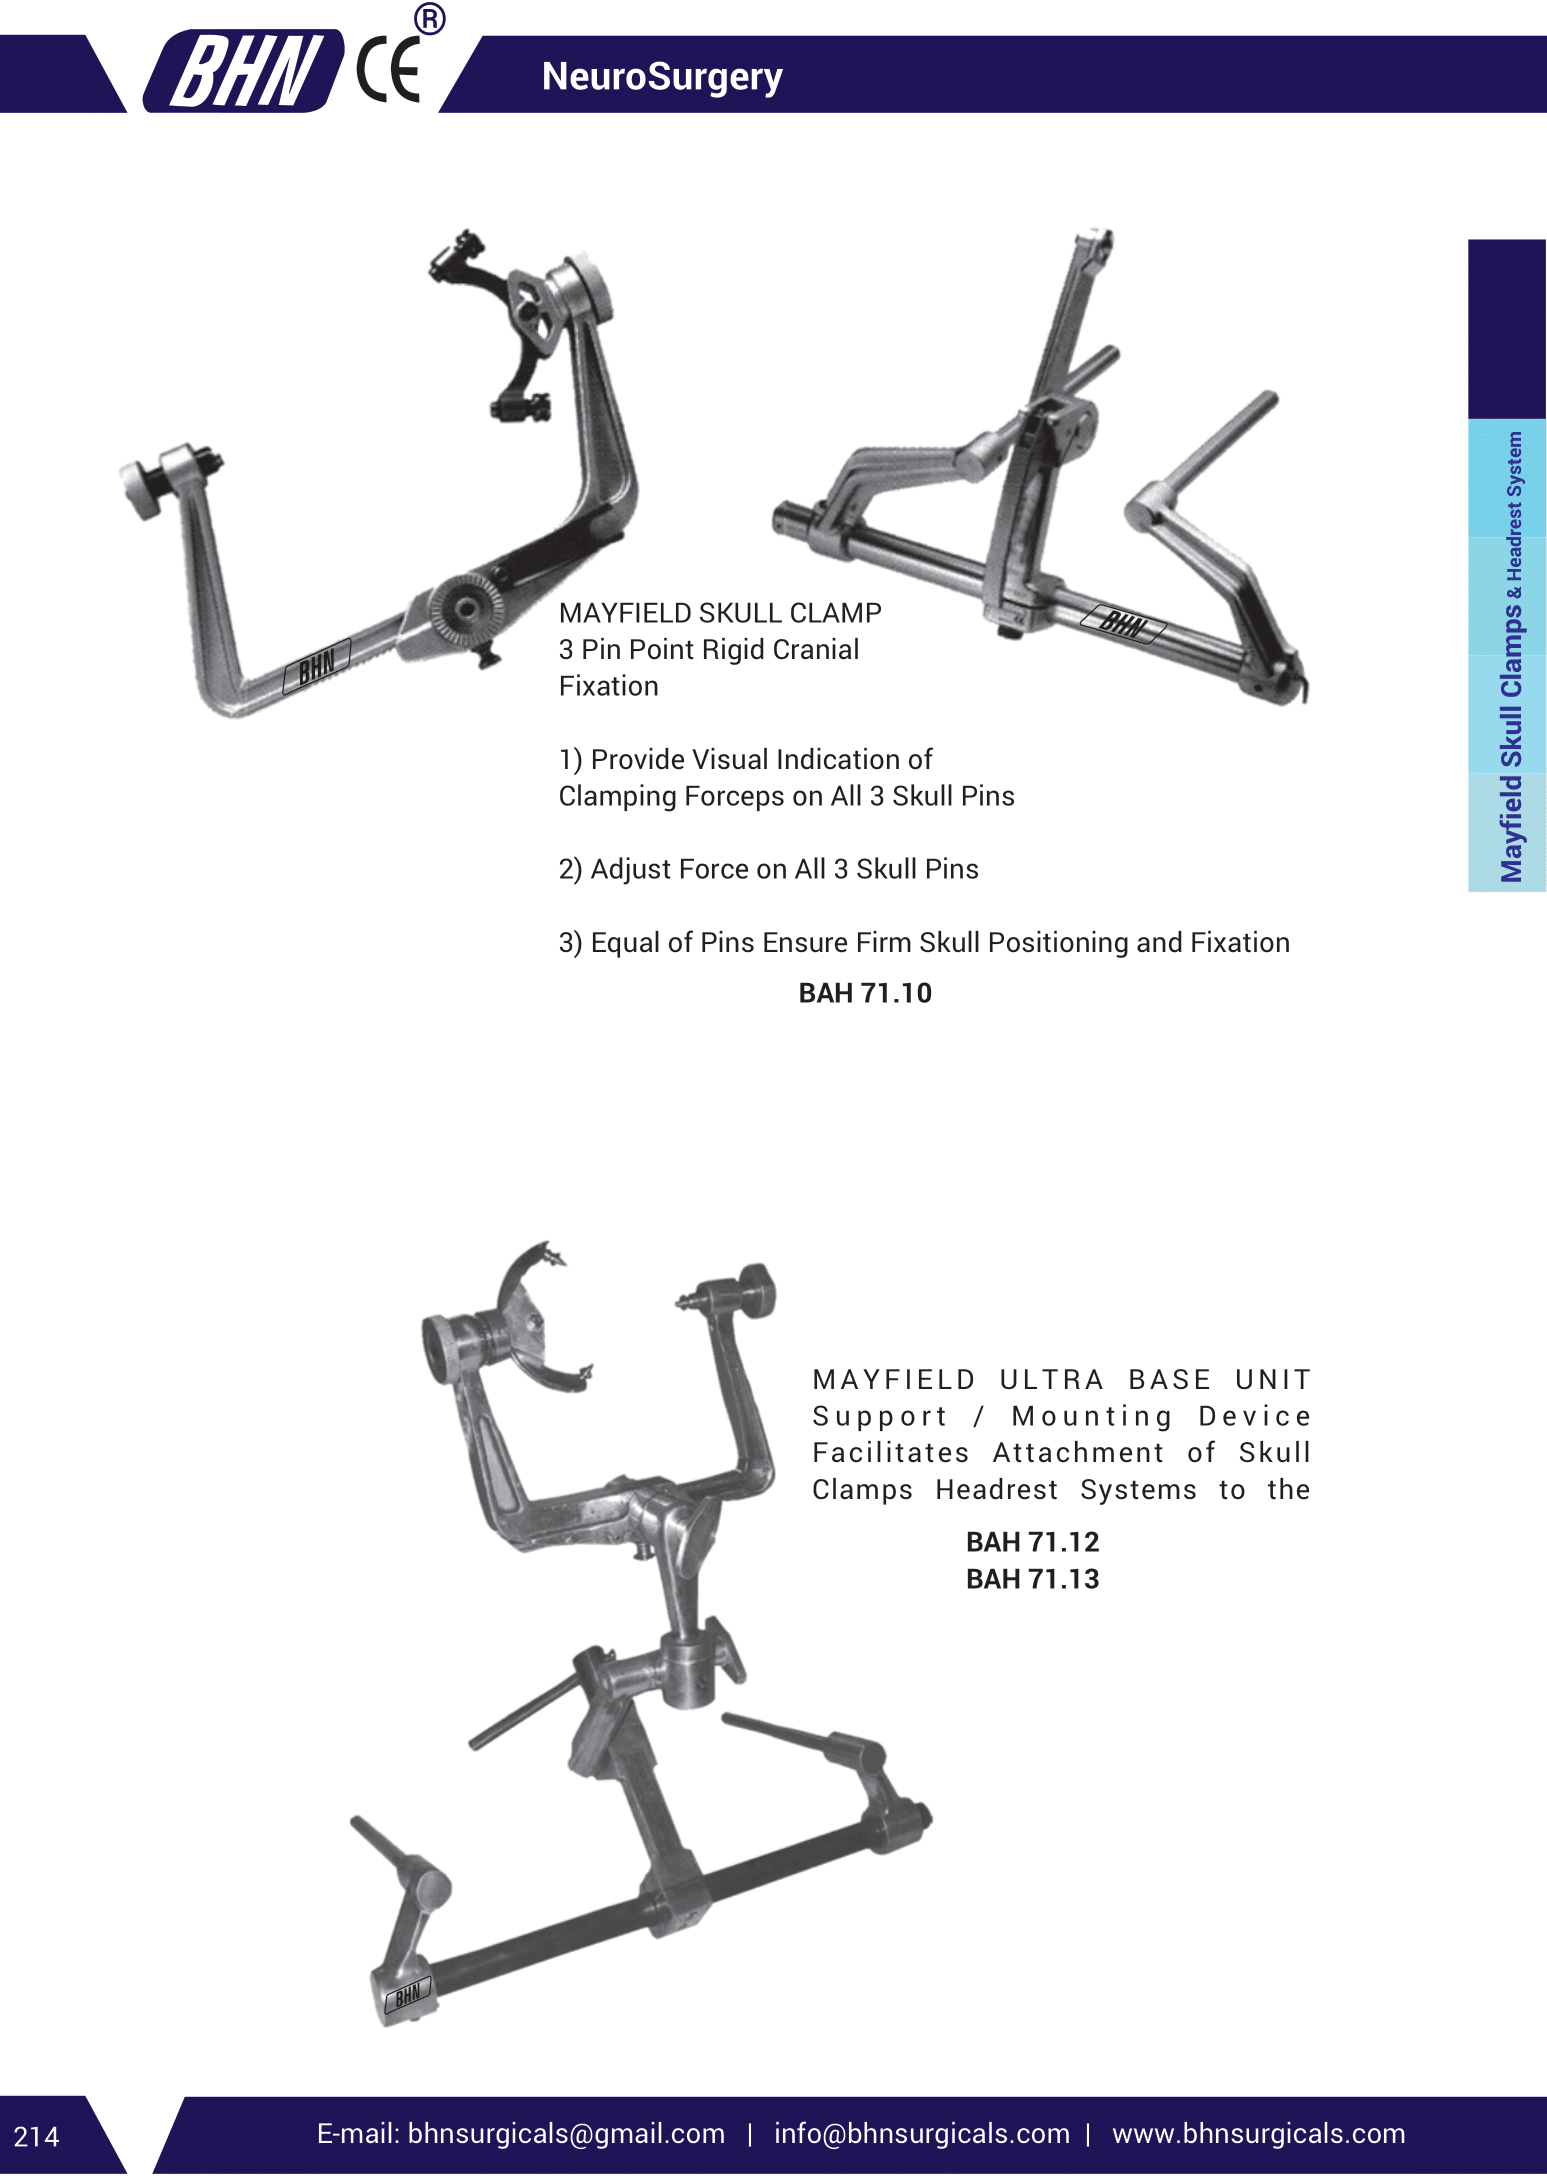 BHN CE ®
NeuroSurgery
MAYFIELD SKULL CLAMP
3 Pin Point Rigid Cranial
Fixation
1) Provide Visual Indication of
Clamping Forceps on All 3 Skull Pins
2) Adjust Force on All 3 Skull Pins
3) Equal of Pins Ensure Firm Skull Positioning and Fixation
BAH 71.10
BHN
BHN
Mayfield Skull Clamps & Headrest System
MAYFIELD ULTRA BASE UNIT
Support / Mounting Device
Facilitates Attachment of Skull
Clamps Headrest Systems to the
BAH 71.12
BAH 71.13
BHN
214
E-mail: bhnsurgicals@gmail.com | info@bhnsurgicals.com | www.bhnsurgicals.com